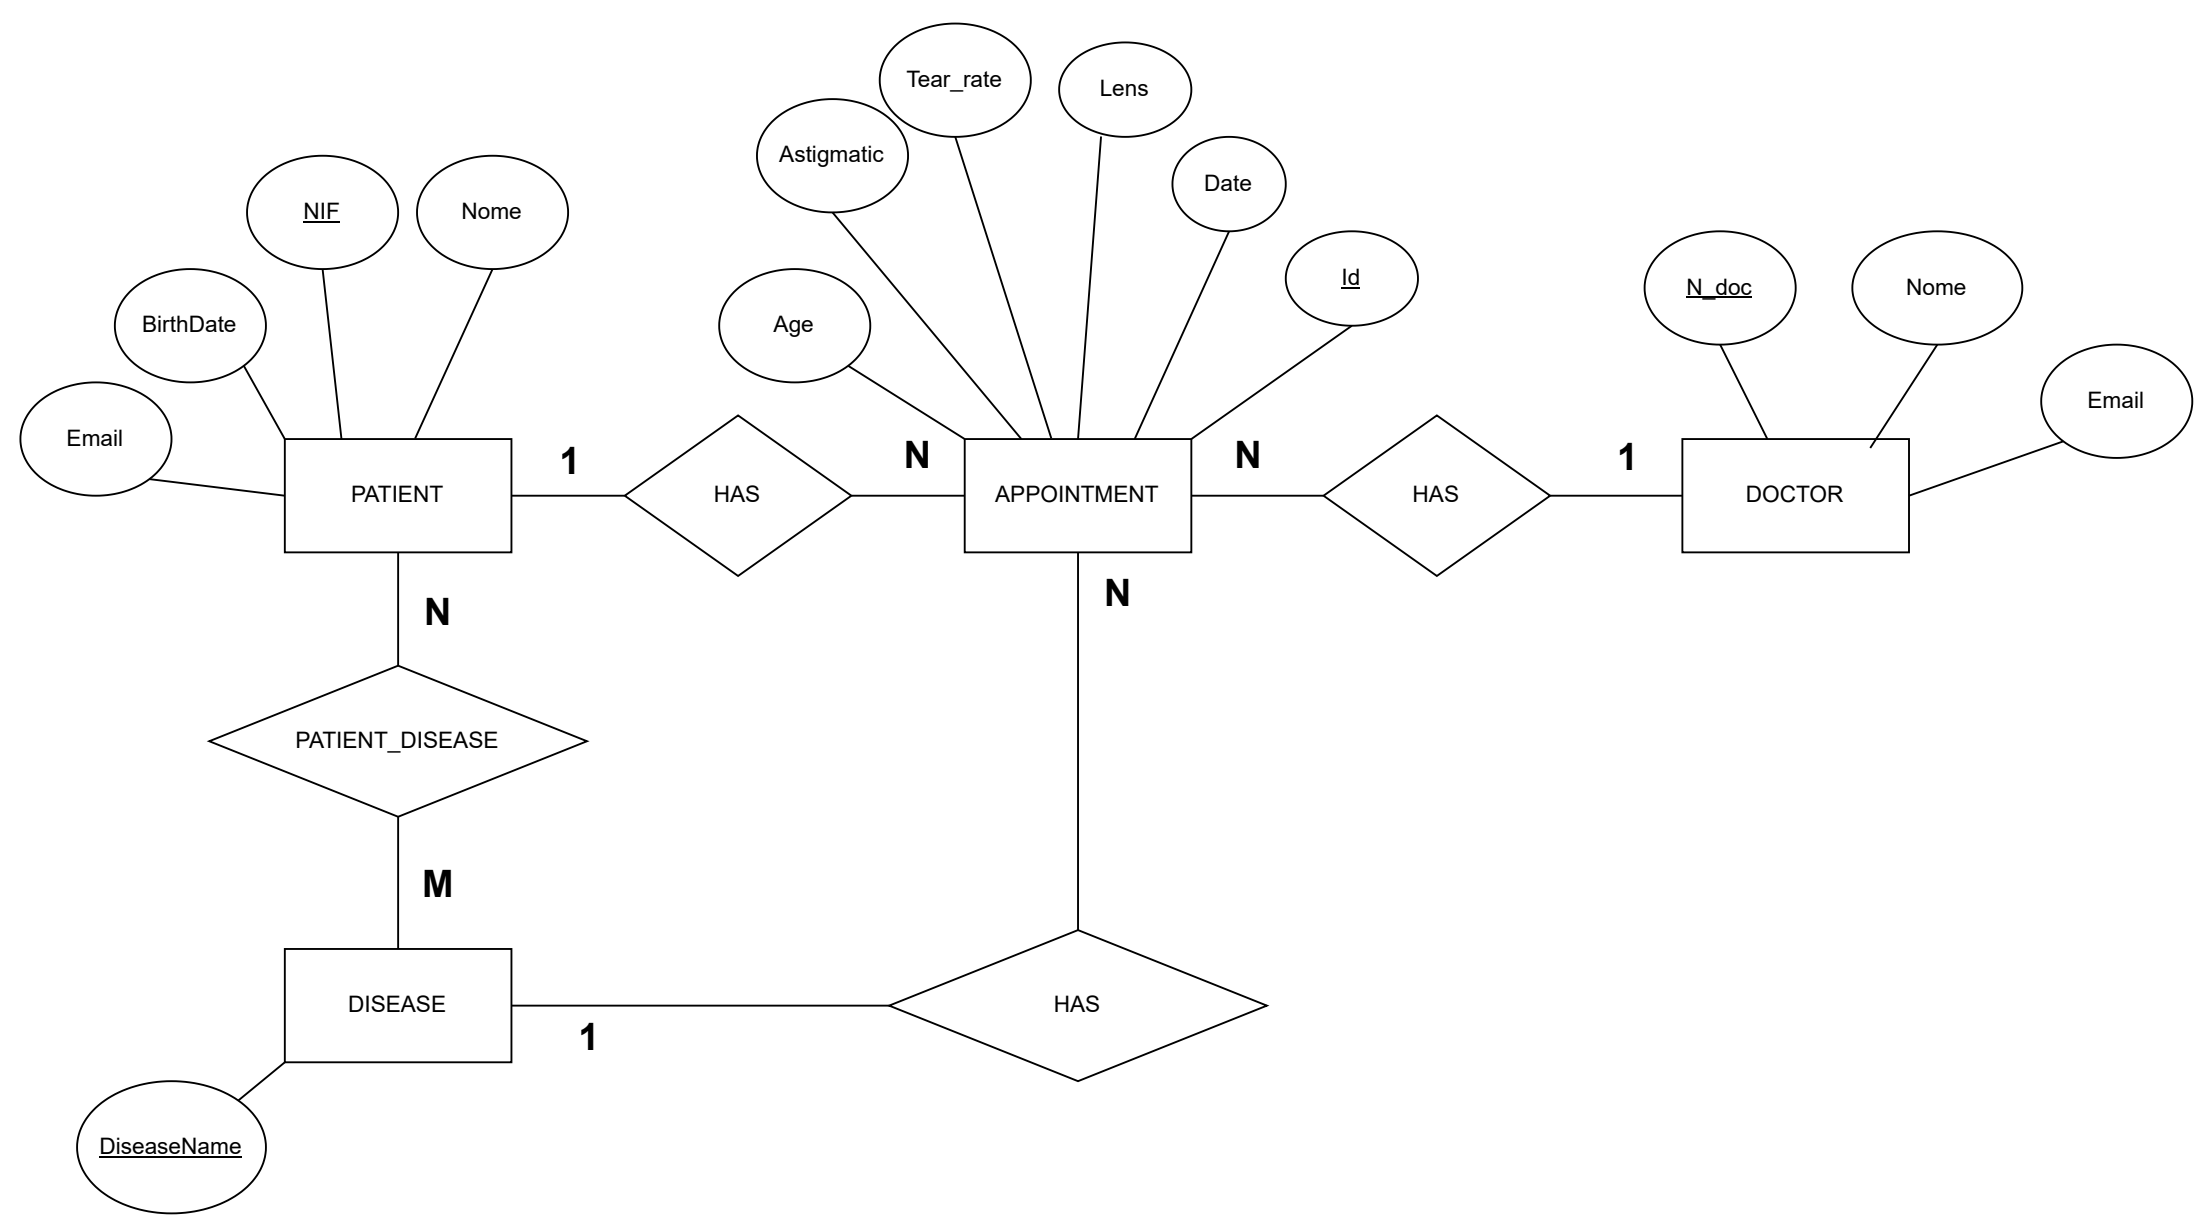 Tear_rate
Lens
Astigmatic
Date
NIF
Nome
Id
N_doc
Nome
BirthDate
Age
Email
Email
1
N
N
1
PATIENT
HAS
APPOINTMENT
HAS
DOCTOR
N
N
PATIENT_DISEASE
M
DISEASE
HAS
1
DiseaseName